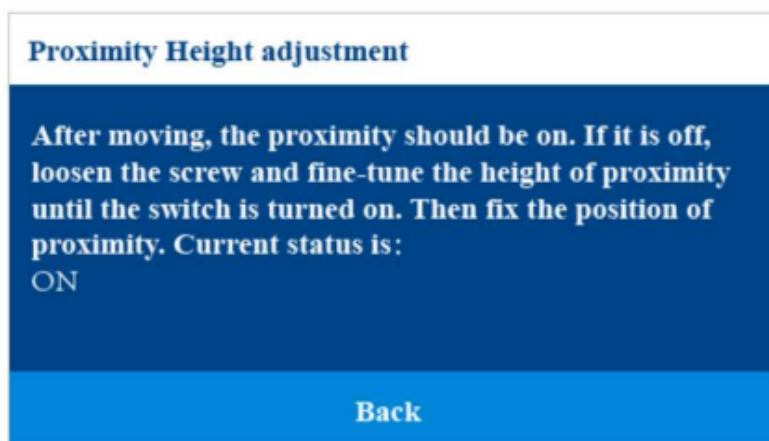 Proximity Height adjustment
After moving, the proximity should be on. If it is off,
loosen the screw and fine-tune the height of proximity
until the switch is turned on. Then fix the position of
proximity. Current status is:
ON
Back